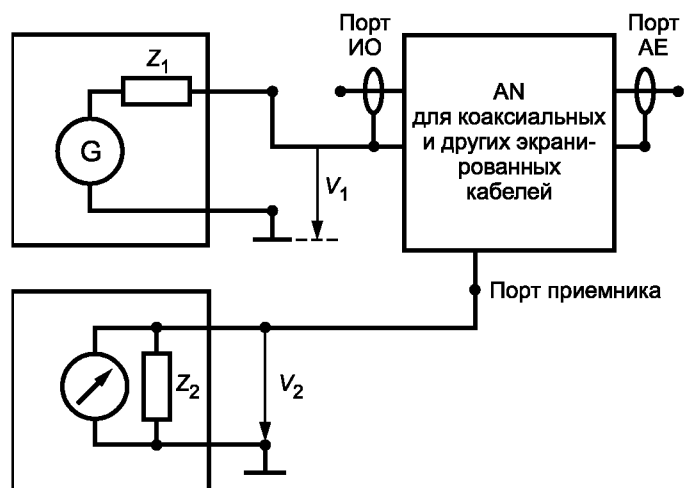 Порт
ИО
Порт
AE
Z1
G
V1
AN
для коаксиальных
и других экрани-
рованных
кабелей
Порт приемника
Z2
V2